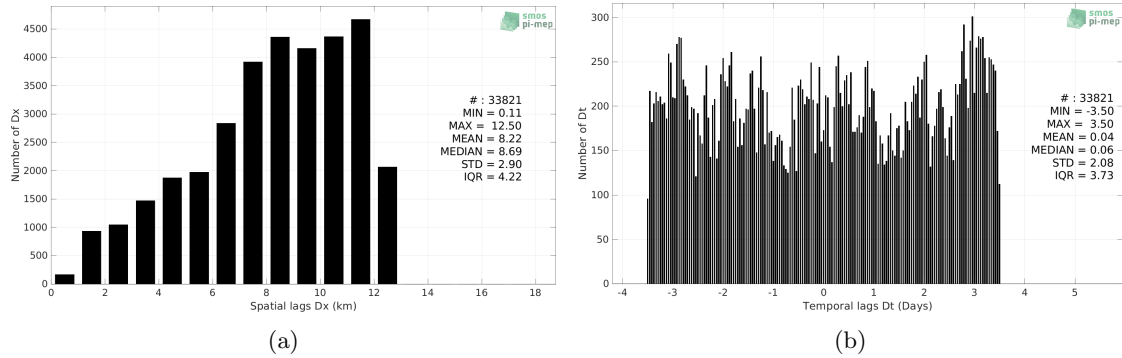 smos
pi-mep
Number of Dx
4500
4000
3500
3000
2500
2000
1500
1000
500
0
# : 33821
MIN = 0.11
MAX = 12.50
MEAN = 8.22
MEDIAN = 8.69
STD = 2.90
IQR = 4.22
0 2 4 6 8 10 12 14 16 18
Spatial lags Dx (km)
(a)
smos
pi-mep
Number of Dt
300
250
200
150
100
50
0
# : 33821
MIN = -3.50
MAX = 3.50
MEAN = 0.04
MEDIAN = 0.06
STD = 2.08
IQR = 3.73
-4 -3 -2 -1 0 1 2 3 4 5
Temporal lags Dt (Days)
(b)